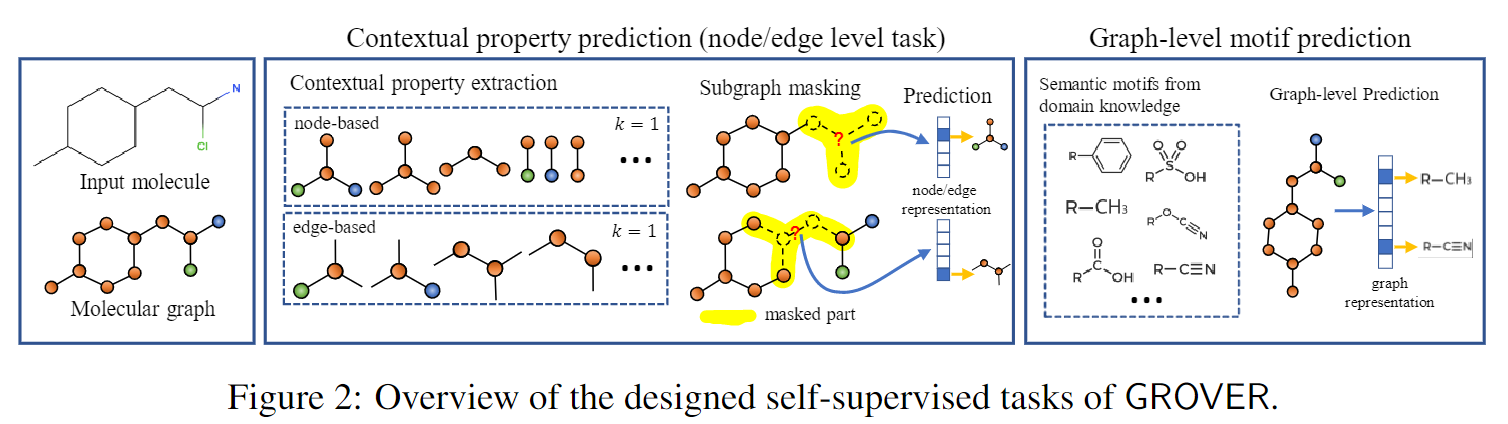 Contextual property prediction (node/edge level task)
Graph-level motif prediction
N
Cl
Input molecule
Molecular graph
Contextual property extraction
node-based
k = 1
...
edge-based
k = 1
...
Subgraph masking
?
?
masked part
Prediction
node/edge
representation
Semantic motifs from
domain knowledge
R
O O
S
R OH
R—CH₃
R O
C≡N
O
C
R OH
R—C≡N
...
Graph-level Prediction
R—CH₃
R—C≡N
graph
representation
Figure 2: Overview of the designed self-supervised tasks of GROVER.